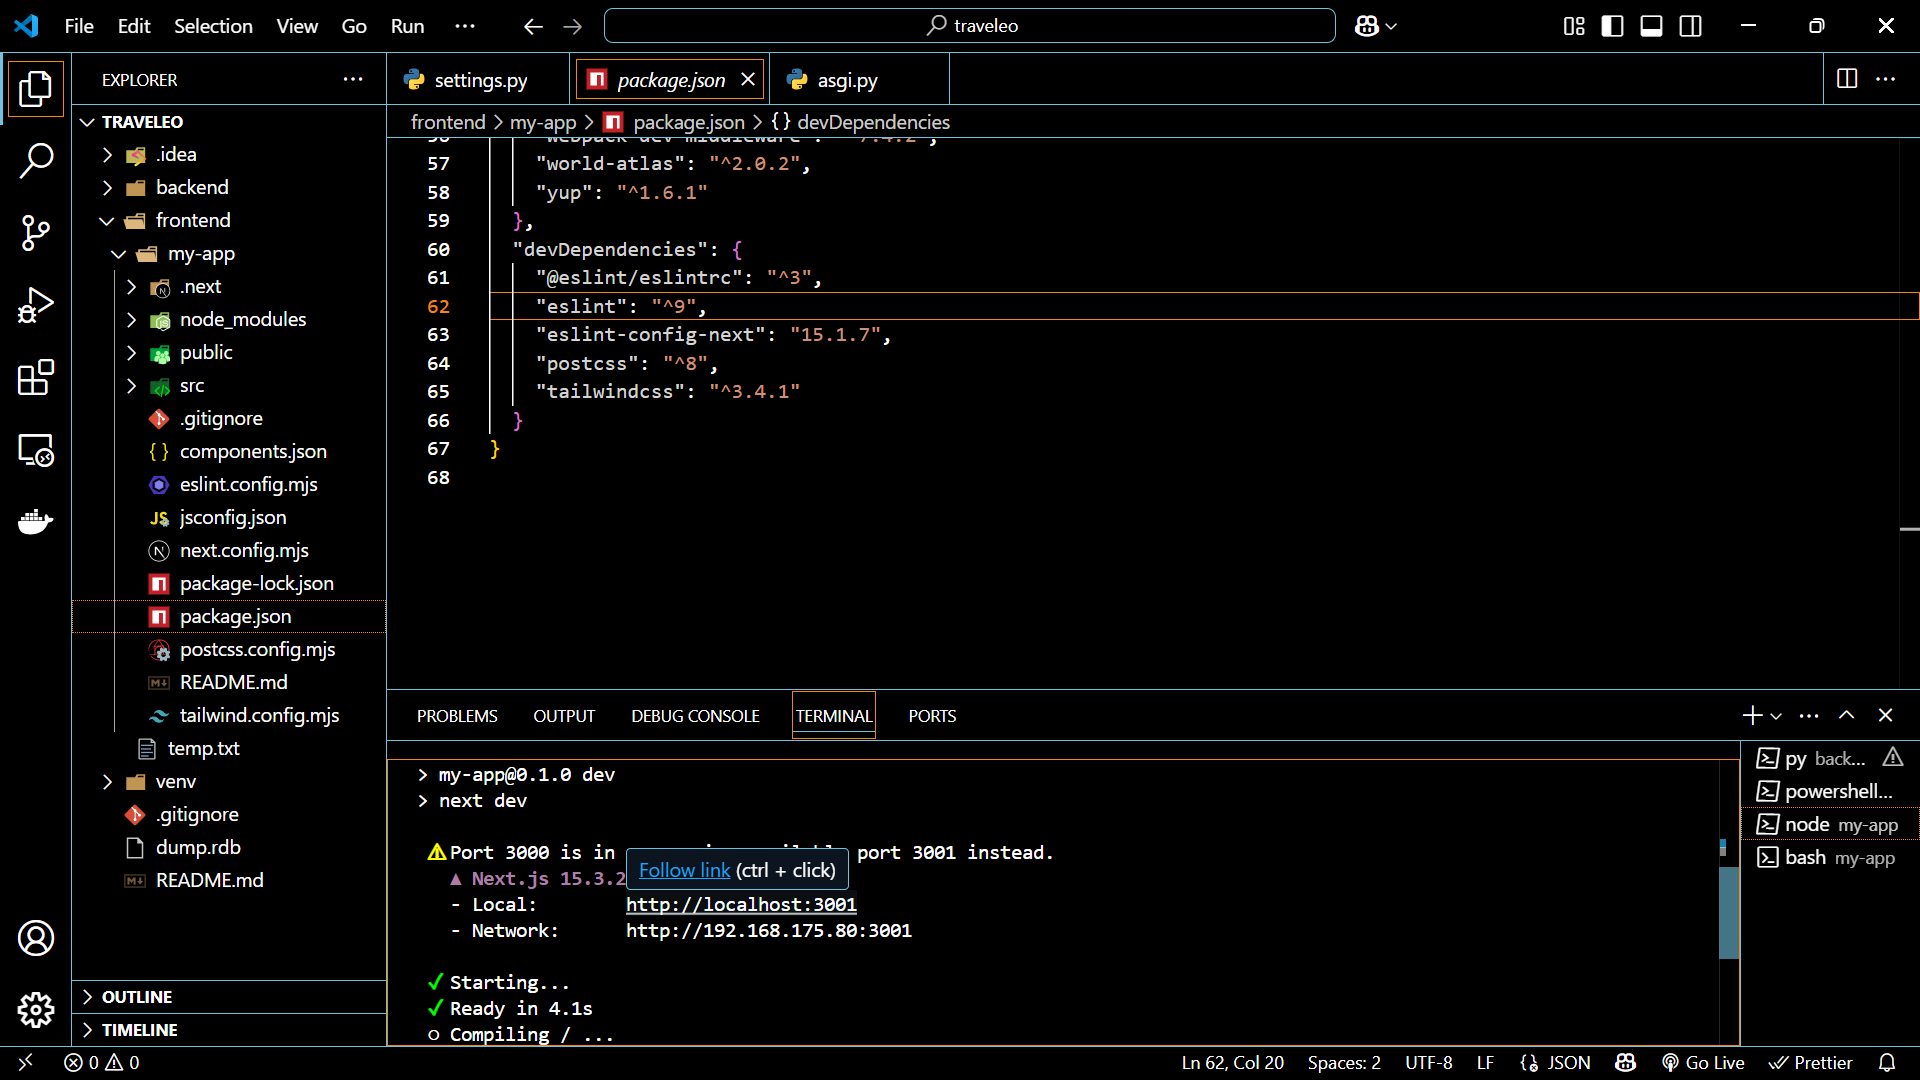 File Edit Selection View Go Run ··· traveleo
EXPLORER
TRAVELEO
.idea
backend
frontend
my-app
.next
node_modules
public
src
.gitignore
components.json
eslint.config.mjs
jsconfig.json
next.config.mjs
package-lock.json
package.json
postcss.config.mjs
README.md
tailwind.config.mjs
temp.txt
venv
.gitignore
dump.rdb
README.md
OUTLINE
TIMELINE
settings.py package.json asgi.py
frontend > my-app > package.json > {} devDependencies
57 "world-atlas": "^2.0.2",
58 "yup": "^1.6.1"
59 },
60 "devDependencies": {
61 "@eslint/eslintrc": "^3",
62 "eslint": "^9",
63 "eslint-config-next": "15.1.7",
64 "postcss": "^8",
65 "tailwindcss": "^3.4.1"
66 }
67 }
68
PROBLEMS OUTPUT DEBUG CONSOLE TERMINAL PORTS
> my-app@0.1.0 dev
> next dev
Port 3000 is in port 3001 instead.
Follow link (ctrl + click)
▲ Next.js 15.3.2
- Local: http://localhost:3001
- Network: http://192.168.175.80:3001
✓ Starting...
✓ Ready in 4.1s
○ Compiling / ...
py back...
powershell...
node my-app
bash my-app
0 0 Ln 62, Col 20 Spaces: 2 UTF-8 LF {} JSON Go Live Prettier